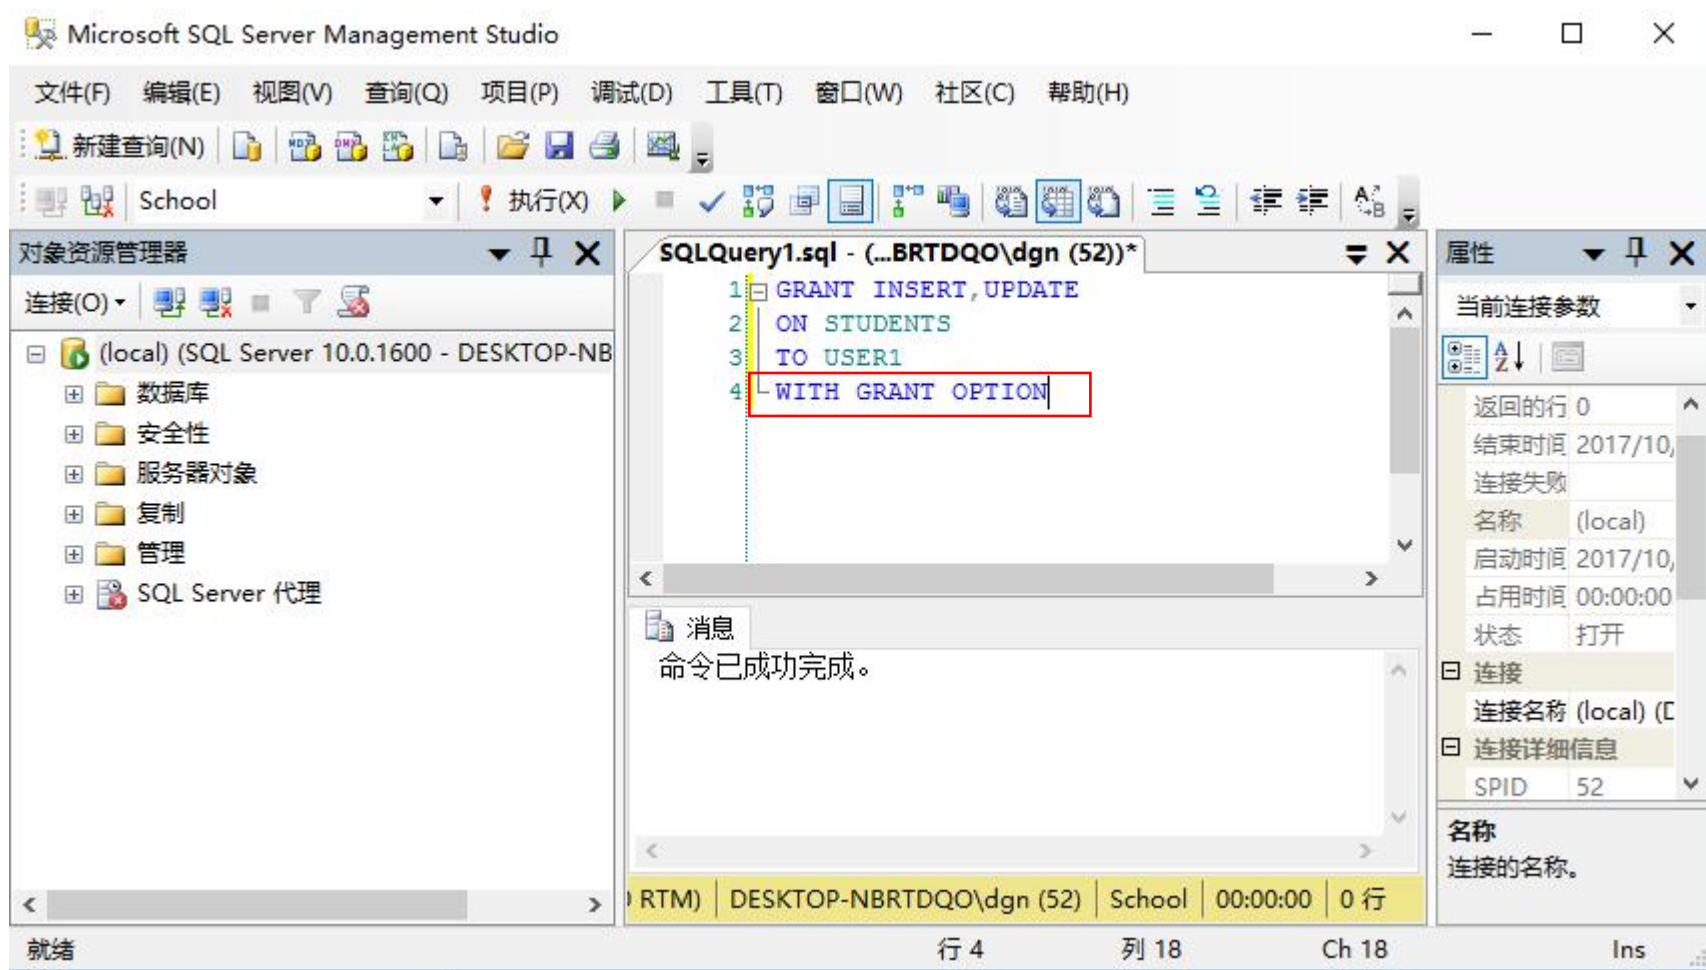 Microsoft SQL Server Management Studio
文件(F) 编辑(E) 视图(V) 查询(Q) 项目(P) 调试(D) 工具(T) 窗口(W) 社区(C) 帮助(H)
新建查询(N)
School 执行(X)
对象资源管理器
连接(O)
(local) (SQL Server 10.0.1600 - DESKTOP-NB
数据库
安全性
服务器对象
复制
管理
SQL Server 代理
SQLQuery1.sql - (...BRTDQO\dgn (52))*
1 GRANT INSERT,UPDATE
2 ON STUDENTS
3 TO USER1
4 WITH GRANT OPTION
消息
命令已成功完成。
RTM) DESKTOP-NBRTDQO\dgn (52) School 00:00:00 0 行
属性
当前连接参数
返回的行 0
结束时间 2017/10/
连接失败
名称 (local)
启动时间 2017/10/
占用时间 00:00:00
状态 打开
连接
连接名称 (local) (D
连接详细信息
SPID 52
名称
连接的名称。
就绪 行 4 列 18 Ch 18 Ins